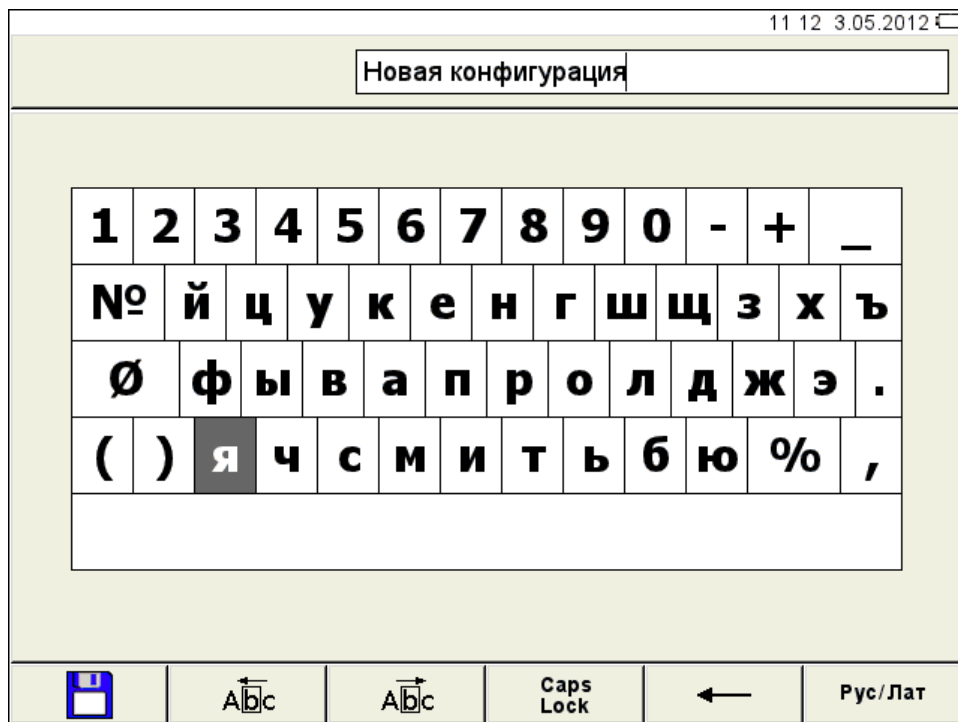 11 12 3.05.2012
Новая конфигурация
1 2 3 4 5 6 7 8 9 0 - + _
№ й ц у к е н г ш щ з х ъ
Ø ф ы в а п р о л д ж э .
( ) я ч с м и т ь б ю % ,
Abc Abc Caps Lock Рус/Лат